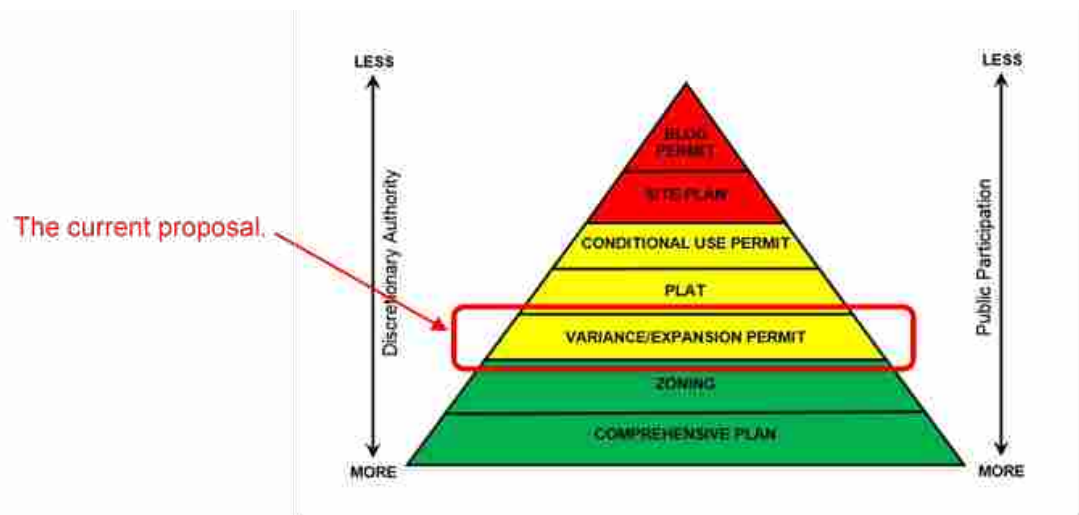 LESS
LESS
BLDG
PERMIT
SITE PLAN
Discretionary Authority
Public Participation
The current proposal.
CONDITIONAL USE PERMIT
PLAT
VARIANCE/EXPANSION PERMIT
ZONING
COMPREHENSIVE PLAN
MORE
MORE